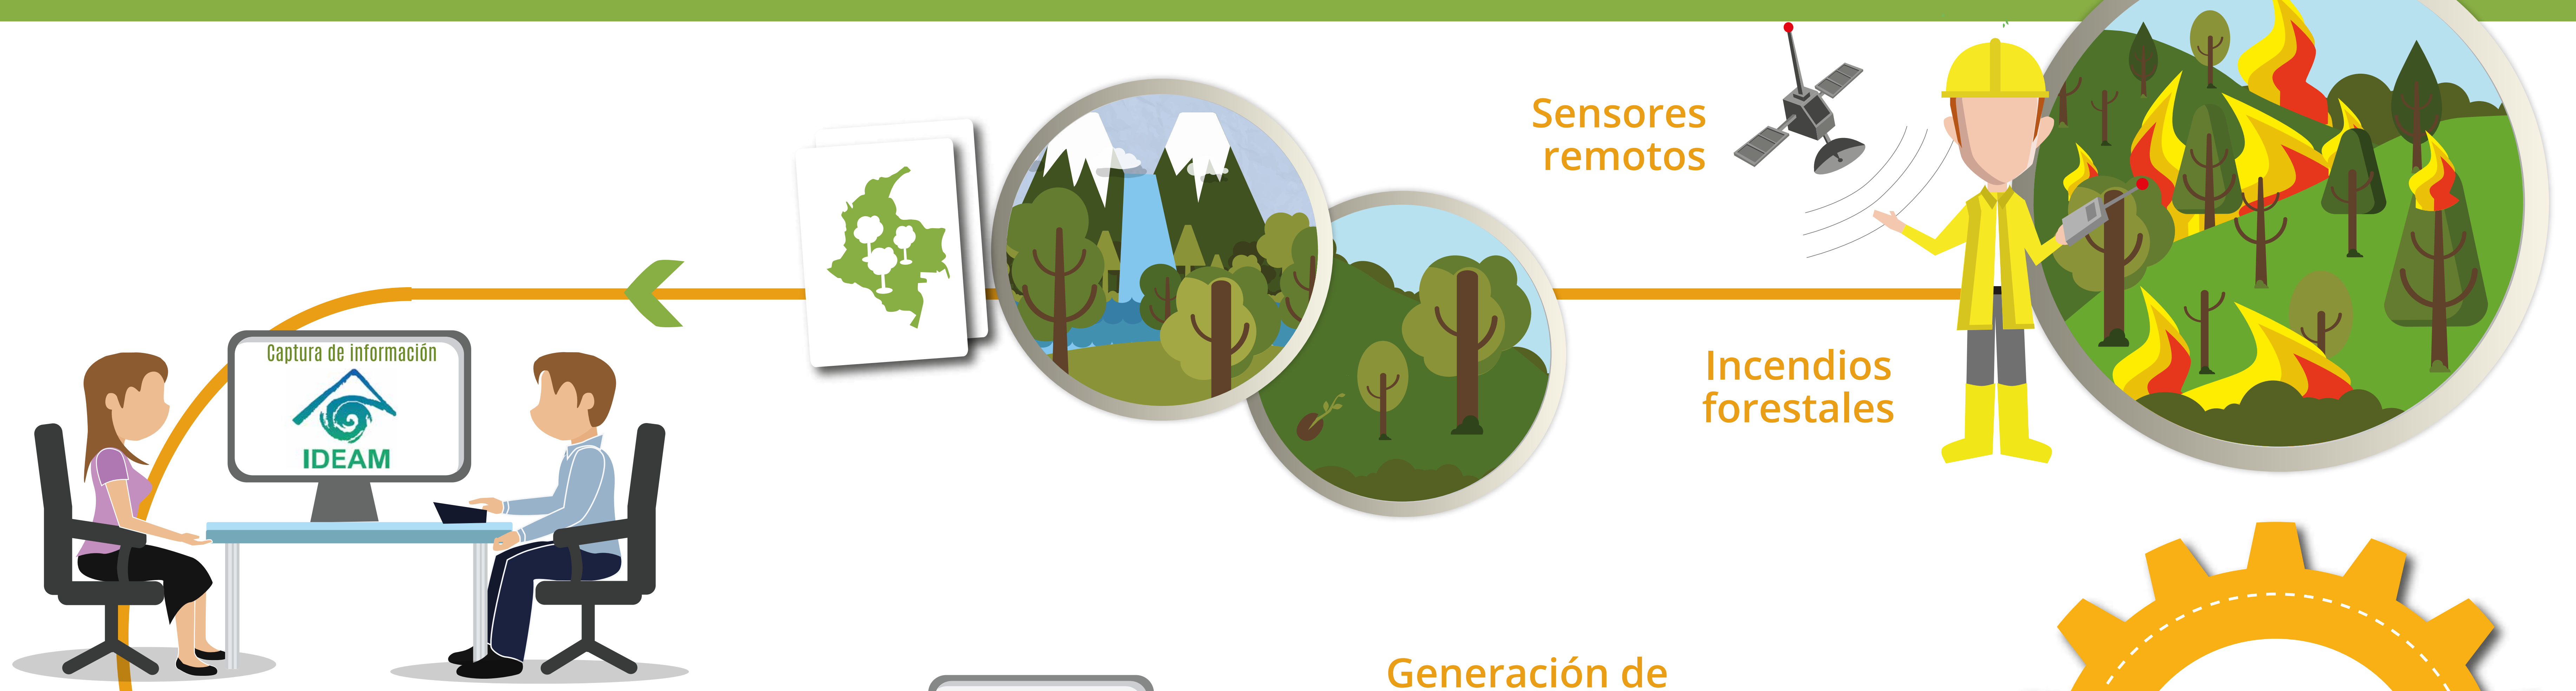 Sensores
remotos
Captura de información
IDEAM
Incendios
forestales
Generación de